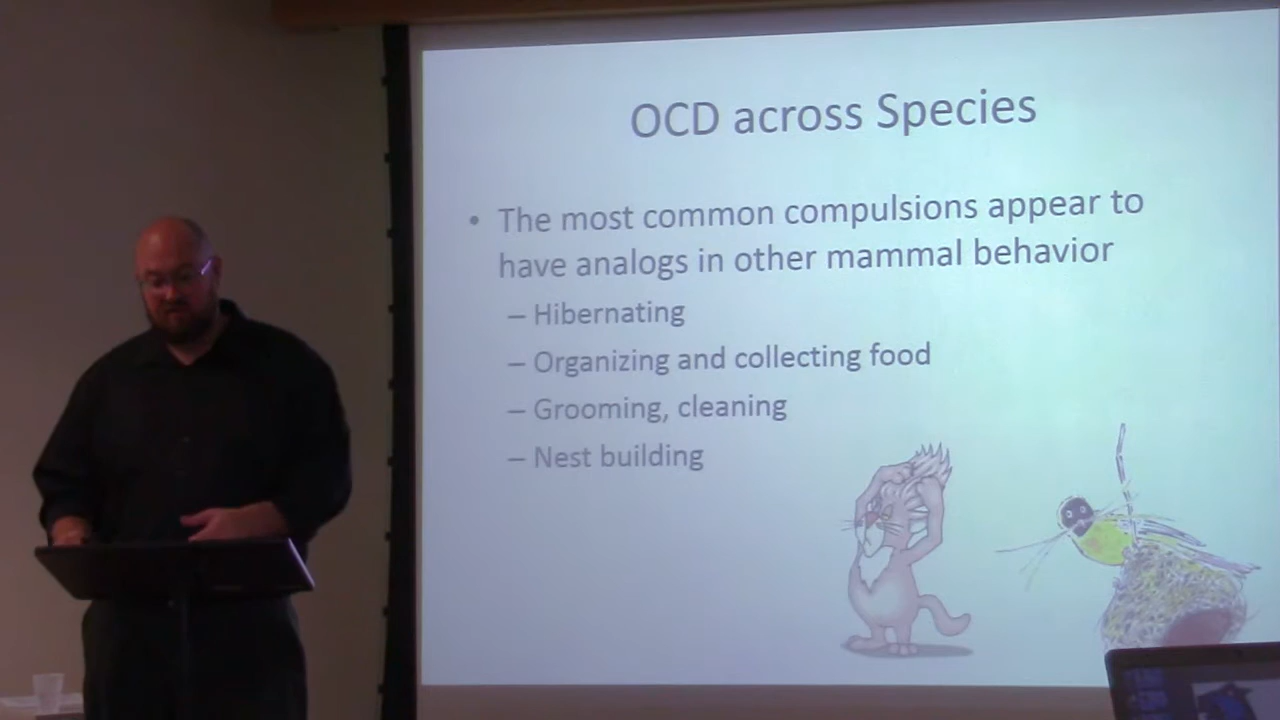 OCD across Species
• The most common compulsions appear to
have analogs in other mammal behavior
– Hibernating
– Organizing and collecting food
– Grooming, cleaning
– Nest building